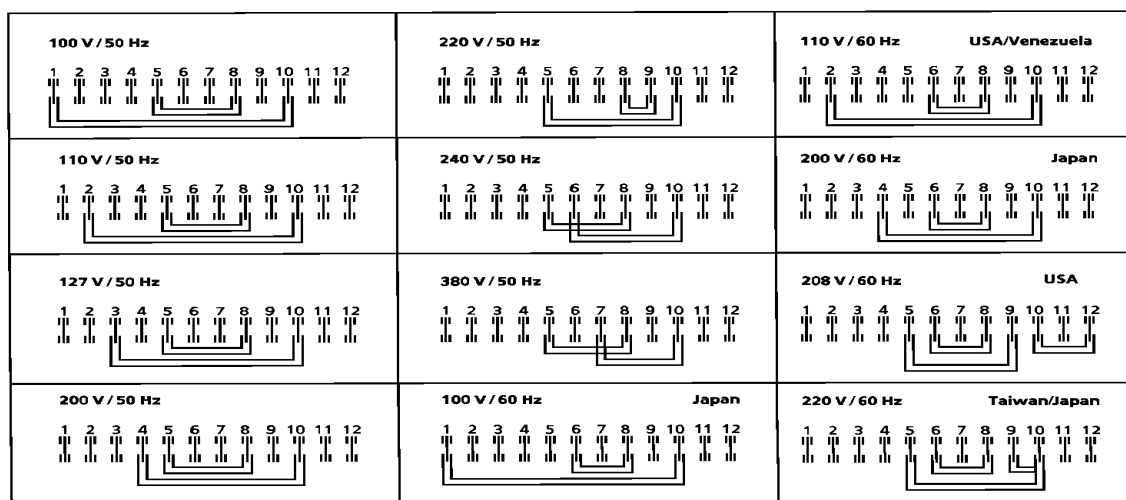 100 V / 50 Hz
1 2 3 4 5 6 7 8 9 10 11 12
220 V / 50 Hz
1 2 3 4 5 6 7 8 9 10 11 12
110 V / 60 Hz USA/Venezuela
1 2 3 4 5 6 7 8 9 10 11 12
110 V / 50 Hz
1 2 3 4 5 6 7 8 9 10 11 12
240 V / 50 Hz
1 2 3 4 5 6 7 8 9 10 11 12
200 V / 60 Hz Japan
1 2 3 4 5 6 7 8 9 10 11 12
127 V / 50 Hz
1 2 3 4 5 6 7 8 9 10 11 12
380 V / 50 Hz
1 2 3 4 5 6 7 8 9 10 11 12
208 V / 60 Hz USA
1 2 3 4 5 6 7 8 9 10 11 12
200 V / 50 Hz
1 2 3 4 5 6 7 8 9 10 11 12
100 V / 60 Hz Japan
1 2 3 4 5 6 7 8 9 10 11 12
220 V / 60 Hz Taiwan/Japan
1 2 3 4 5 6 7 8 9 10 11 12